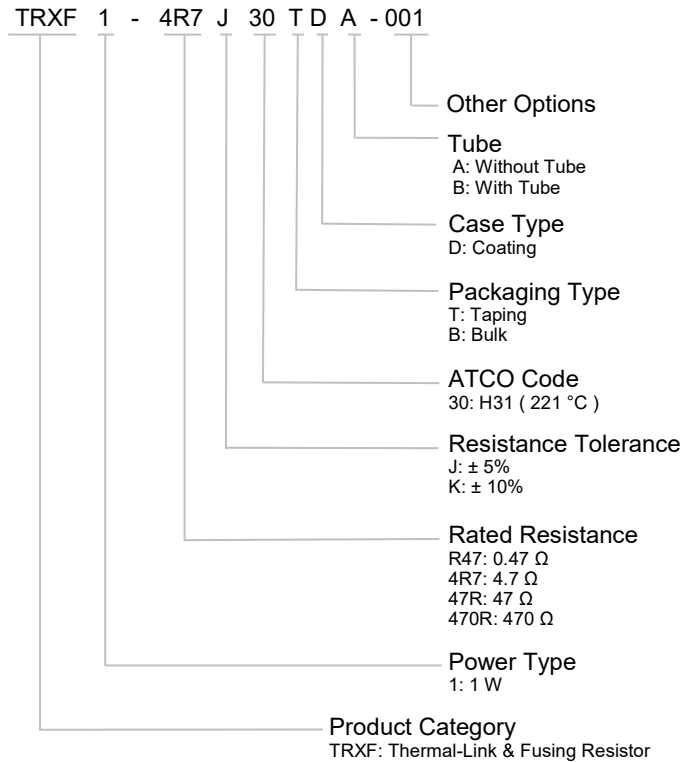 TRXF 1 - 4R7 J 30 T D A - 001
Other Options
Tube
A: Without Tube
B: With Tube
Case Type
D: Coating
Packaging Type
T: Taping
B: Bulk
ATCO Code
30: H31 ( 221 °C )
Resistance Tolerance
J: ± 5%
K: ± 10%
Rated Resistance
R47: 0.47 Ω
4R7: 4.7 Ω
47R: 47 Ω
470R: 470 Ω
Power Type
1: 1 W
Product Category
TRXF: Thermal-Link & Fusing Resistor